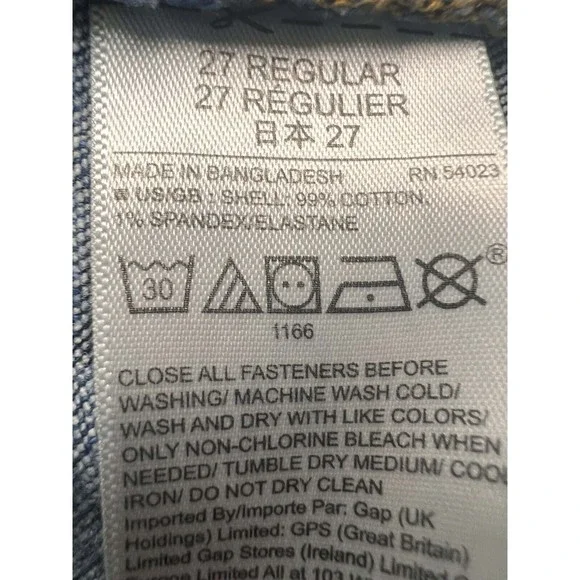 27 REGULAR
27 RÉGULIER
日本 27
MADE IN BANGLADESH RN 54023
US/GB : SHELL: 99% COTTON.
1% SPANDEX/ELASTANE
30
®
1166
CLOSE ALL FASTENERS BEFORE
WASHING/ MACHINE WASH COLD/
WASH AND DRY WITH LIKE COLORS/
ONLY NON-CHLORINE BLEACH WHEN
NEEDED/ TUMBLE DRY MEDIUM/ COOL
IRON/ DO NOT DRY CLEAN
Imported By/Importe Par: Gap (UK
Holdings) Limited: GPS (Great Britain)
Limited Gap Stores (Ireland) Limited
Limited All at 103